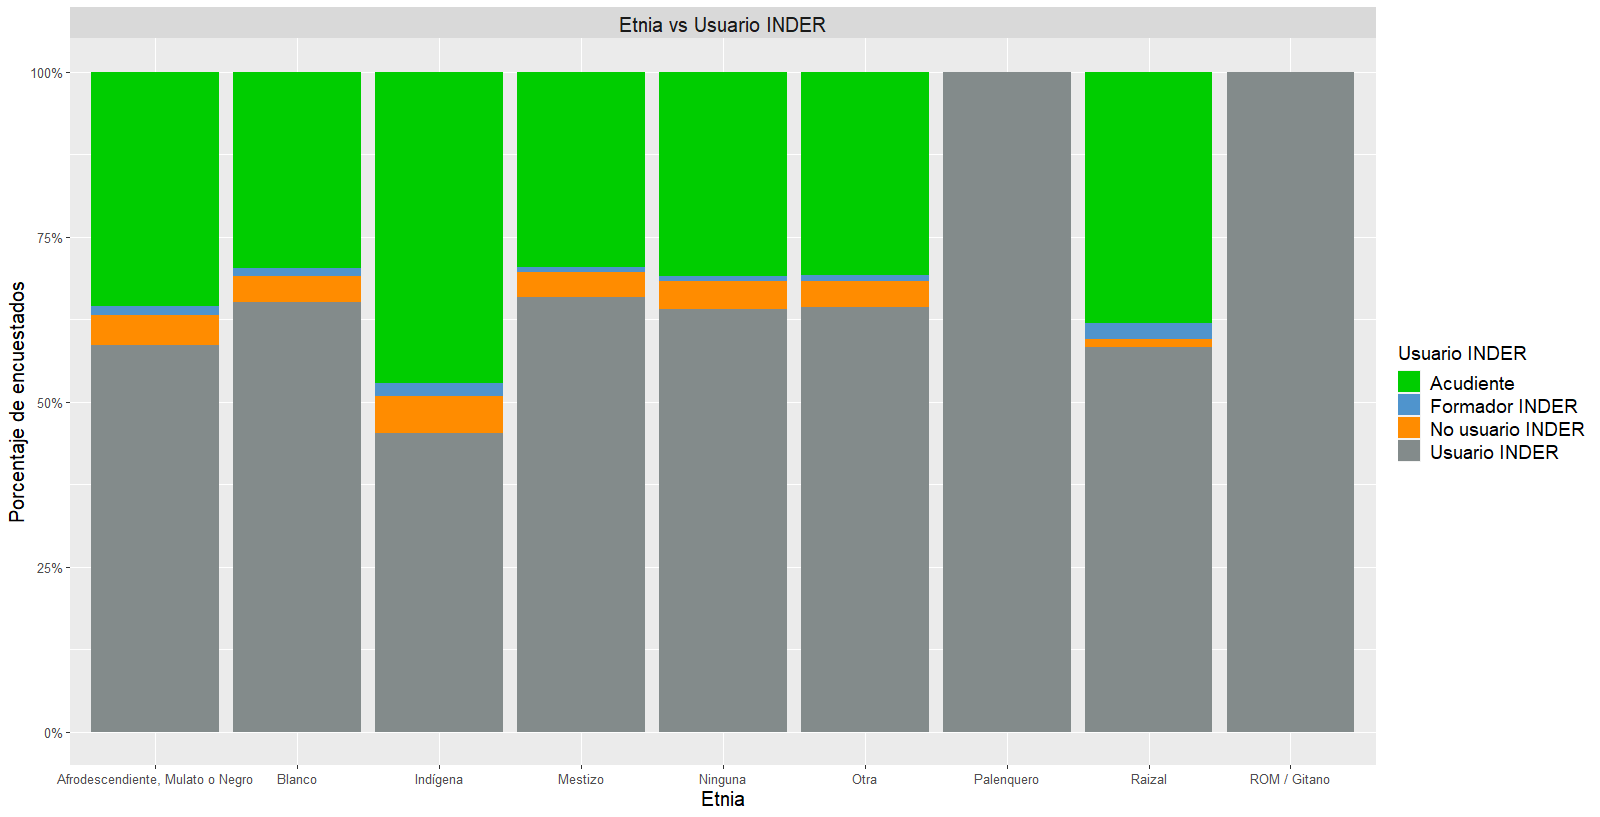 Etnia vs Usuario INDER
Porcentaje de encuestados
100%
75%
50%
25%
0%
Afrodescendiente, Mulato o Negro
Blanco
Indígena
Mestizo
Ninguna
Otra
Palenquero
Raizal
ROM / Gitano
Etnia
Usuario INDER
Acudiente
Formador INDER
No usuario INDER
Usuario INDER